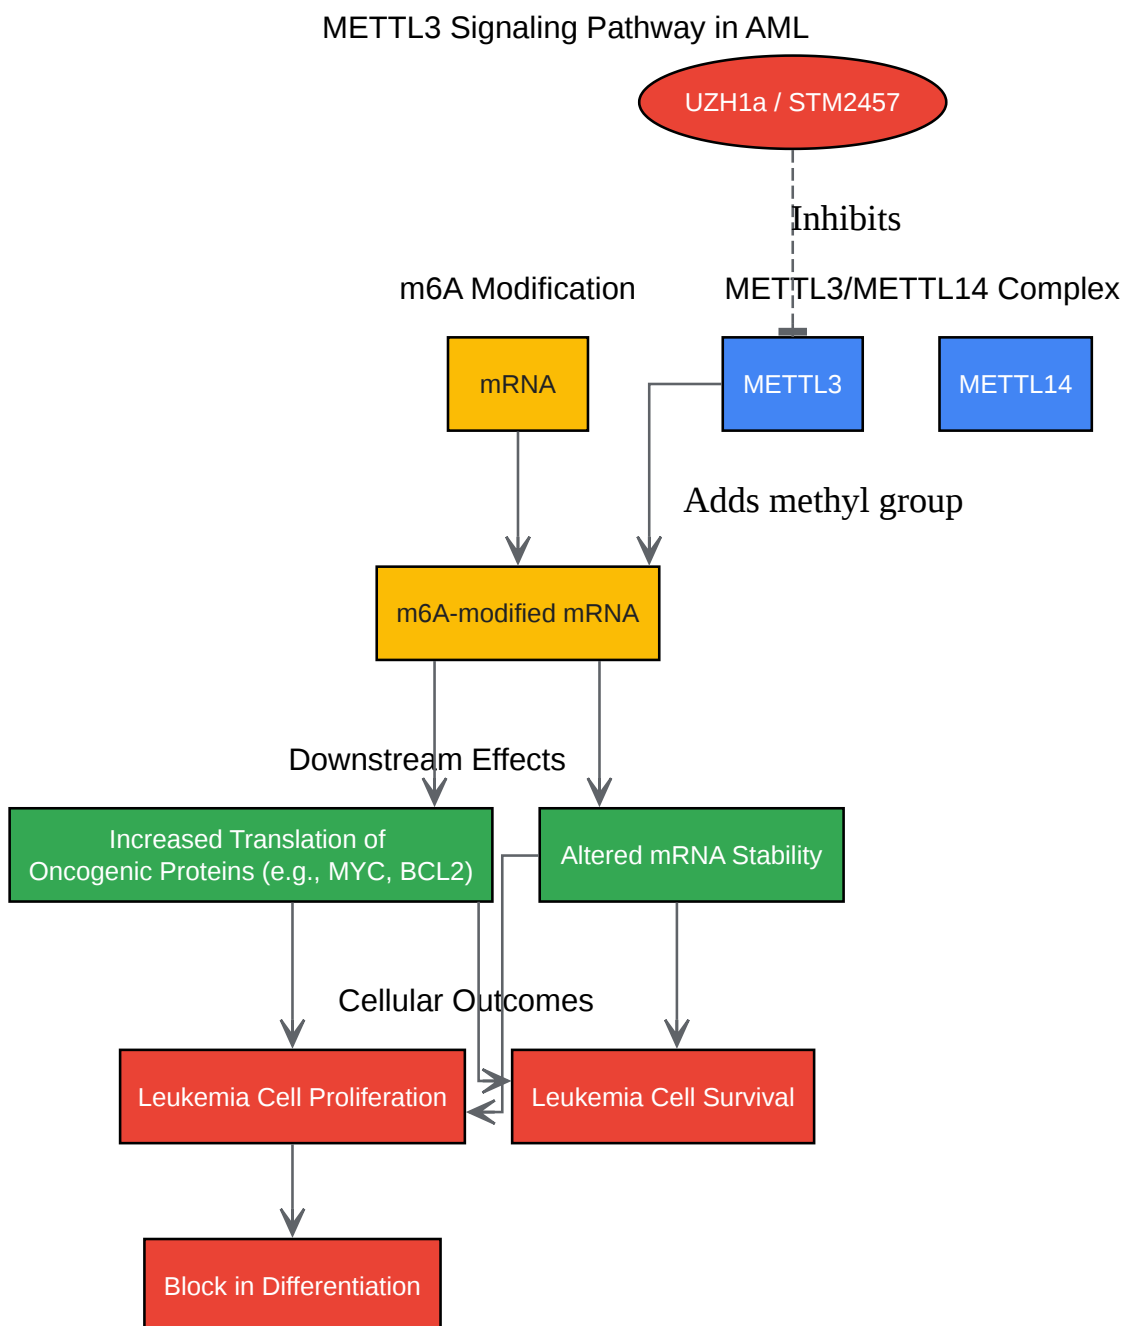 METTL3 Signaling Pathway in AML
UZH1a / STM2457
Inhibits
m6A Modification
METTL3/METTL14 Complex
mRNA
METTL3
METTL14
Adds methyl group
m6A-modified mRNA
Downstream Effects
Increased Translation of
Oncogenic Proteins (e.g., MYC, BCL2)
Altered mRNA Stability
Cellular Outcomes
Leukemia Cell Proliferation
Leukemia Cell Survival
Block in Differentiation